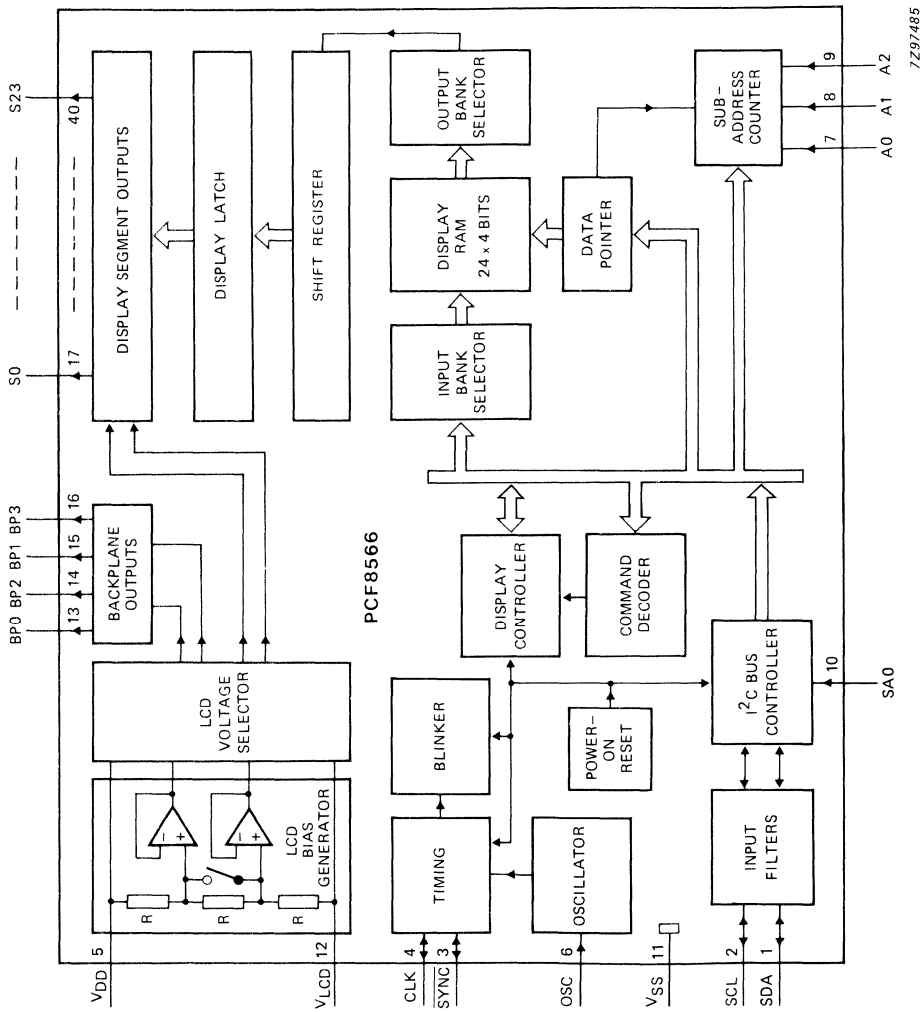 S23
S0
40
17
DISPLAY SEGMENT OUTPUTS
DISPLAY LATCH
SHIFT REGISTER
BP3
BP1
BP2
BP0
16
15
14
13
BACKPLANE
OUTPUTS
LCD
VOLTAGE
SELECTOR
LCD
BIAS
GENERATOR
R
R
R
-
+
-
+
VDD
5
VLCD
12
PCF8566
OUTPUT
BANK
SELECTOR
DISPLAY
RAM
24 x 4 BITS
INPUT
BANK
SELECTOR
DATA
POINTER
SUB-
ADDRESS
COUNTER
9
8
7
A2
A1
A0
DISPLAY
CONTROLLER
COMMAND
DECODER
BLINKER
TIMING
OSCILLATOR
POWER-
ON
RESET
I²C BUS
CONTROLLER
10
SA0
INPUT
FILTERS
CLK
4
SYNC
3
OSC
6
VSS
11
SCL
2
SDA
1
7Z97485